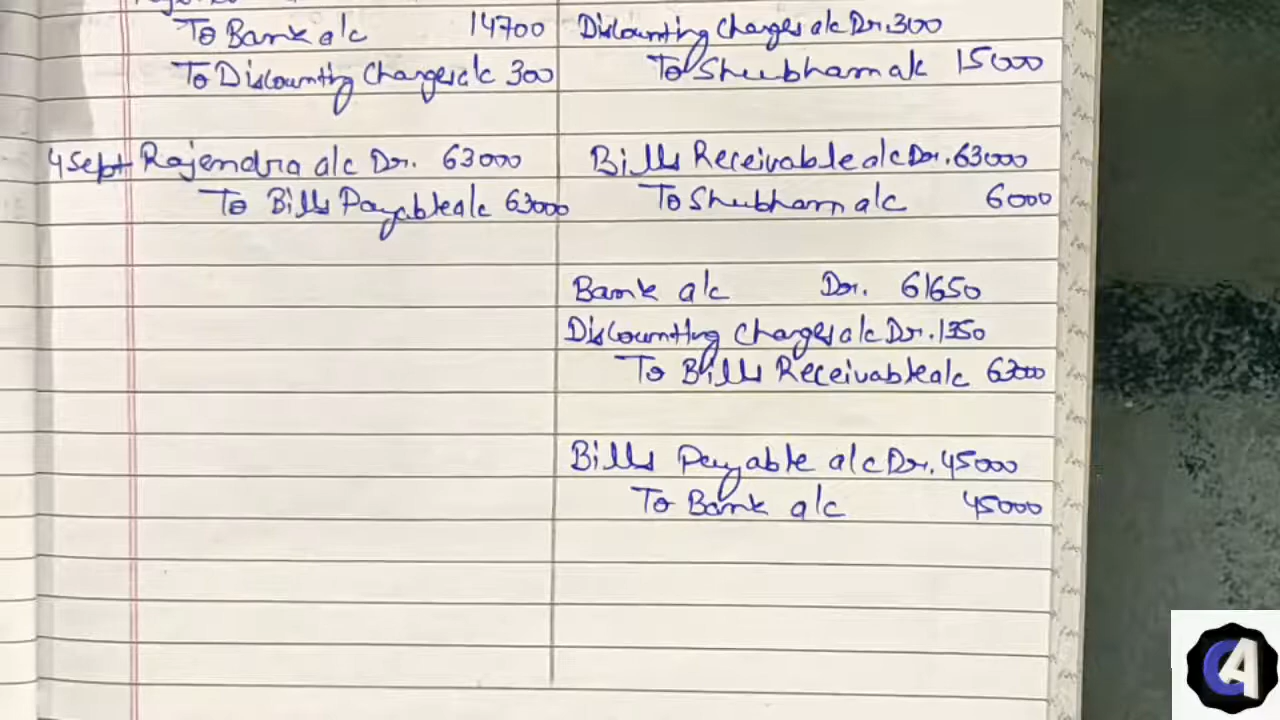 To Bank a/c 14700
To Discounting Charges a/c 300
4 Sept Rajendra a/c Dr. 63000
To Bills Payable a/c 63000
Discounting Charges a/c Dr. 300
To Shubham a/c 15000
Bills Receivable a/c Dr. 63000
To Shubham a/c 6000
Bank a/c Dr. 61650
Discounting Charges a/c Dr. 1350
To Bills Receivable a/c 63000
Bills Payable a/c Dr. 45000
To Bank a/c 45000
CA